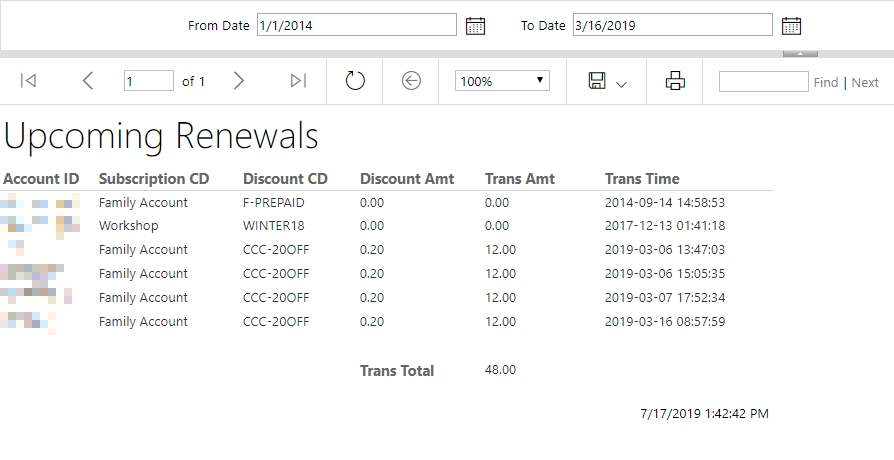 From Date 1/1/2014 To Date 3/16/2019
1 of 1 100% Find | Next
Upcoming Renewals
Account ID Subscription CD Discount CD Discount Amt Trans Amt Trans Time
Family Account F-PREPAID 0.00 0.00 2014-09-14 14:58:53
Workshop WINTER18 0.00 0.00 2017-12-13 01:41:18
Family Account CCC-20OFF 0.20 12.00 2019-03-06 13:47:03
Family Account CCC-20OFF 0.20 12.00 2019-03-06 15:05:35
Family Account CCC-20OFF 0.20 12.00 2019-03-07 17:52:34
Family Account CCC-20OFF 0.20 12.00 2019-03-16 08:57:59
Trans Total 48.00
7/17/2019 1:42:42 PM